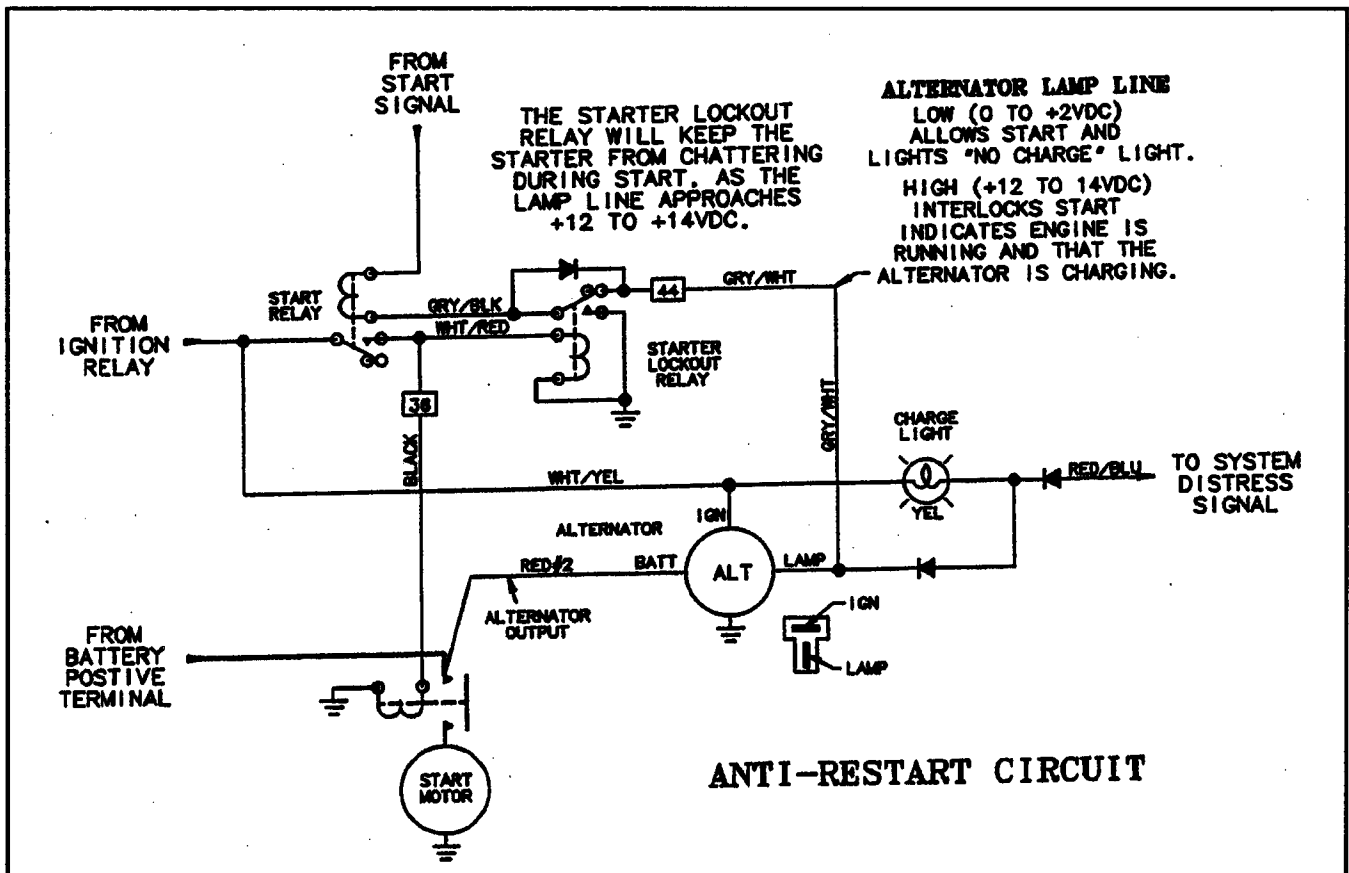 FROM
START
SIGNAL
THE STARTER LOCKOUT
RELAY WILL KEEP THE
STARTER FROM CHATTERING
DURING START. AS THE
LAMP LINE APPROACHES
+12 TO +14VDC.
ALTERNATOR LAMP LINE
LOW (0 TO +2VDC)
ALLOWS START AND
LIGHTS "NO CHARGE" LIGHT.
HIGH (+12 TO 14VDC)
INTERLOCKS START
INDICATES ENGINE IS
RUNNING AND THAT THE
ALTERNATOR IS CHARGING.
START
RELAY
GRY/BLK
44
GRY/WHT
FROM
IGNITION
RELAY
WHT/RED
STARTER
LOCKOUT
RELAY
36
BLACK
GRY/WHT
CHARGE
LIGHT
YEL
WHT/YEL
RED/BLU
TO SYSTEM
DISTRESS
SIGNAL
ALTERNATOR
IGN
RED#2
BATT
ALT
LAMP
ALTERNATOR
OUTPUT
IGN
LAMP
FROM
BATTERY
POSTIVE
TERMINAL
START
MOTOR
ANTI-RESTART CIRCUIT